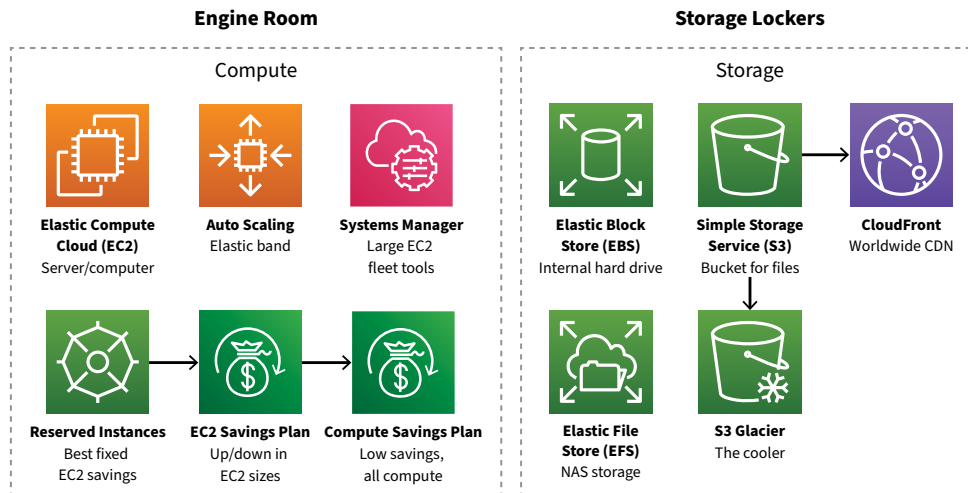 Engine Room
Compute
Elastic Compute
Cloud (EC2)
Server/computer
Auto Scaling
Elastic band
Systems Manager
Large EC2
fleet tools
Reserved Instances
Best fixed
EC2 savings
$
EC2 Savings Plan
Up/down in
EC2 sizes
$
Compute Savings Plan
Low savings,
all compute
Storage Lockers
Storage
Elastic Block
Store (EBS)
Internal hard drive
Simple Storage
Service (S3)
Bucket for files
CloudFront
Worldwide CDN
Elastic File
Store (EFS)
NAS storage
S3 Glacier
The cooler